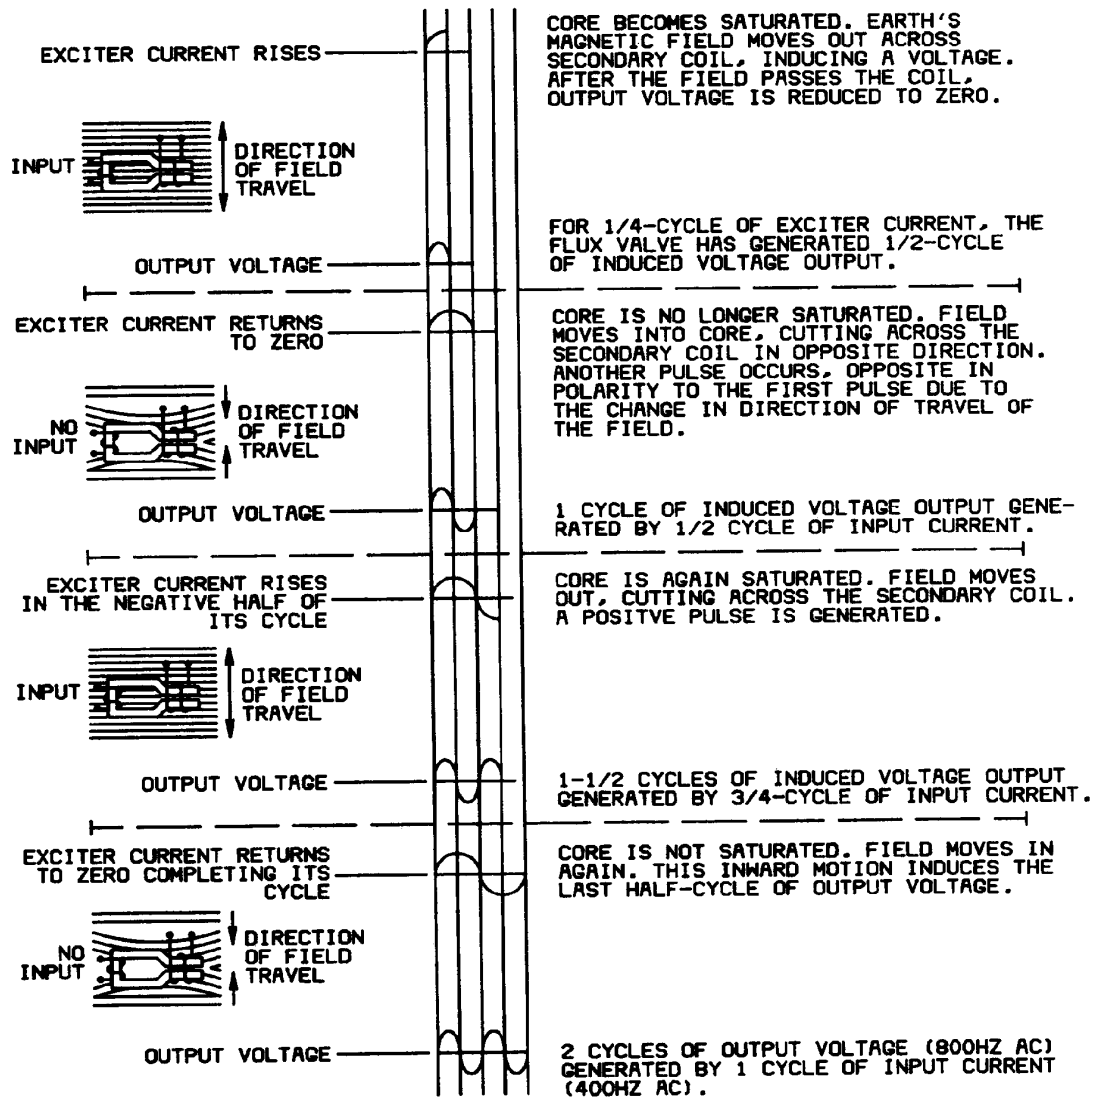 EXCITER CURRENT RISES
CORE BECOMES SATURATED. EARTH'S
MAGNETIC FIELD MOVES OUT ACROSS
SECONDARY COIL, INDUCING A VOLTAGE.
AFTER THE FIELD PASSES THE COIL,
OUTPUT VOLTAGE IS REDUCED TO ZERO.
INPUT
DIRECTION
OF FIELD
TRAVEL
OUTPUT VOLTAGE
FOR 1/4-CYCLE OF EXCITER CURRENT, THE
FLUX VALVE HAS GENERATED 1/2-CYCLE
OF INDUCED VOLTAGE OUTPUT.
EXCITER CURRENT RETURNS
TO ZERO
CORE IS NO LONGER SATURATED. FIELD
MOVES INTO CORE, CUTTING ACROSS THE
SECONDARY COIL IN OPPOSITE DIRECTION.
ANOTHER PULSE OCCURS, OPPOSITE IN
POLARITY TO THE FIRST PULSE DUE TO
THE CHANGE IN DIRECTION OF TRAVEL OF
THE FIELD.
NO
INPUT
DIRECTION
OF FIELD
TRAVEL
OUTPUT VOLTAGE
1 CYCLE OF INDUCED VOLTAGE OUTPUT GENE-
RATED BY 1/2 CYCLE OF INPUT CURRENT.
EXCITER CURRENT RISES
IN THE NEGATIVE HALF OF
ITS CYCLE
CORE IS AGAIN SATURATED. FIELD MOVES
OUT, CUTTING ACROSS THE SECONDARY COIL.
A POSITVE PULSE IS GENERATED.
INPUT
DIRECTION
OF FIELD
TRAVEL
OUTPUT VOLTAGE
1-1/2 CYCLES OF INDUCED VOLTAGE OUTPUT
GENERATED BY 3/4-CYCLE OF INPUT CURRENT.
EXCITER CURRENT RETURNS
TO ZERO COMPLETING ITS
CYCLE
CORE IS NOT SATURATED. FIELD MOVES IN
AGAIN. THIS INWARD MOTION INDUCES THE
LAST HALF-CYCLE OF OUTPUT VOLTAGE.
NO
INPUT
DIRECTION
OF FIELD
TRAVEL
OUTPUT VOLTAGE
2 CYCLES OF OUTPUT VOLTAGE (800HZ AC)
GENERATED BY 1 CYCLE OF INPUT CURRENT
(400HZ AC).